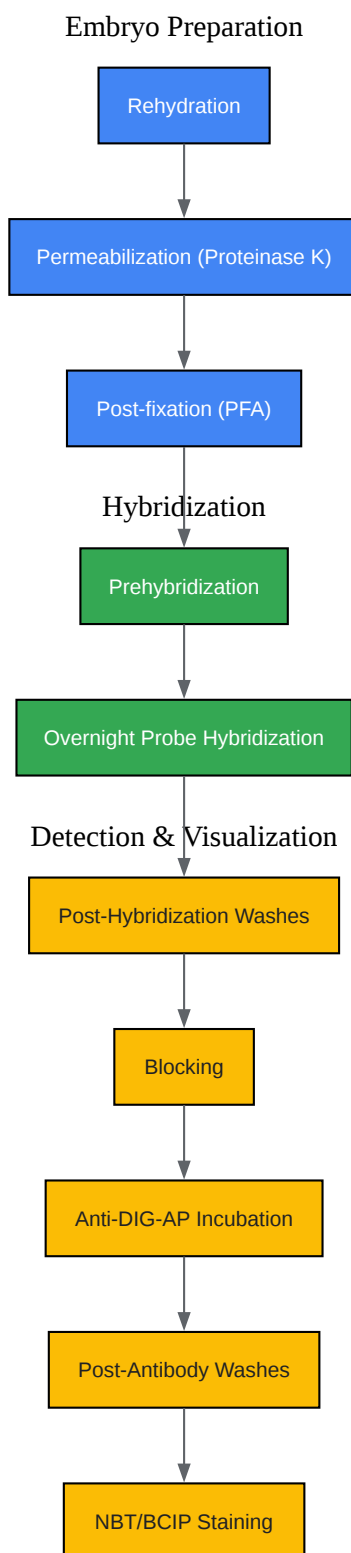 Embryo Preparation
Rehydration
Permeabilization (Proteinase K)
Post-fixation (PFA)
Hybridization
Prehybridization
Overnight Probe Hybridization
Detection & Visualization
Post-Hybridization Washes
Blocking
Anti-DIG-AP Incubation
Post-Antibody Washes
NBT/BCIP Staining